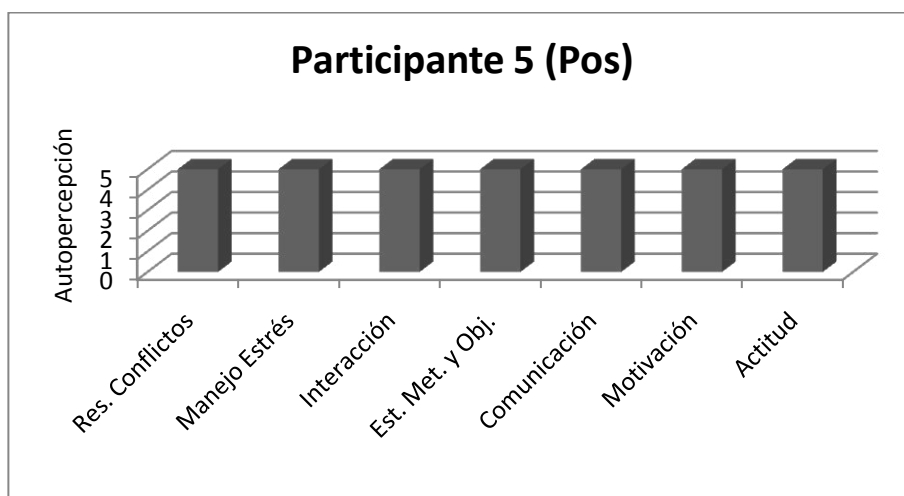 Participante 5 (Pos)
Autopercepción
5
4
3
2
1
0
Res. Conflictos
Manejo Estrés
Interacción
Est. Met. y Obj.
Comunicación
Motivación
Actitud